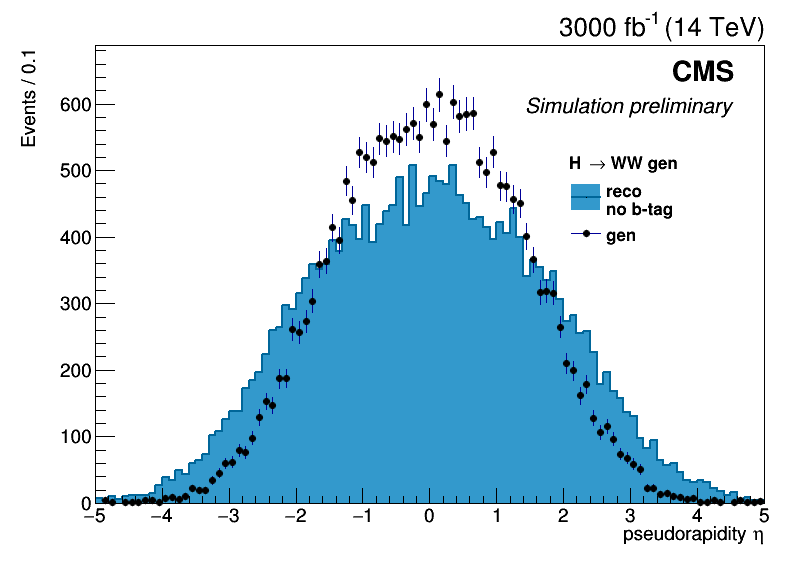 3000 fb⁻¹ (14 TeV)
Events / 0.1
CMS
Simulation preliminary
H → WW gen
reco
no b-tag
gen
600
500
400
300
200
100
0
−5 −4 −3 −2 −1 0 1 2 3 4 5
pseudorapidity η